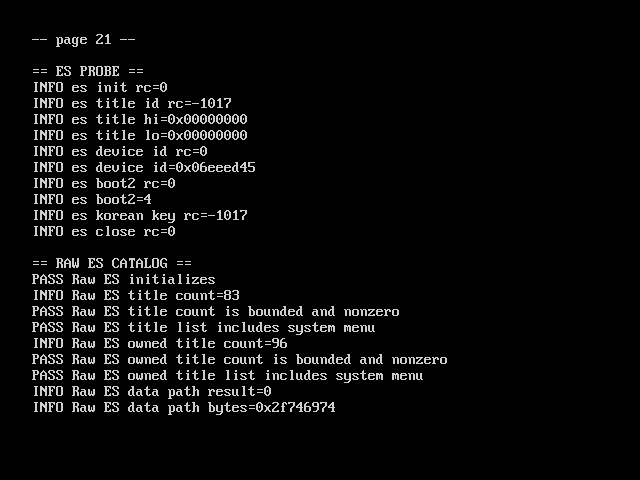 -- page 21 --
== ES PROBE ==
INFO es init rc=0
INFO es title id rc=-1017
INFO es title hi=0x00000000
INFO es title lo=0x00000000
INFO es device id rc=0
INFO es device id=0x06eeed45
INFO es boot2 rc=0
INFO es boot2=4
INFO es korean key rc=-1017
INFO es close rc=0
== RAW ES CATALOG ==
PASS Raw ES initializes
INFO Raw ES title count=83
PASS Raw ES title count is bounded and nonzero
PASS Raw ES title list includes system menu
INFO Raw ES owned title count=96
PASS Raw ES owned title count is bounded and nonzero
PASS Raw ES owned title list includes system menu
INFO Raw ES data path result=0
INFO Raw ES data path bytes=0x2f746974